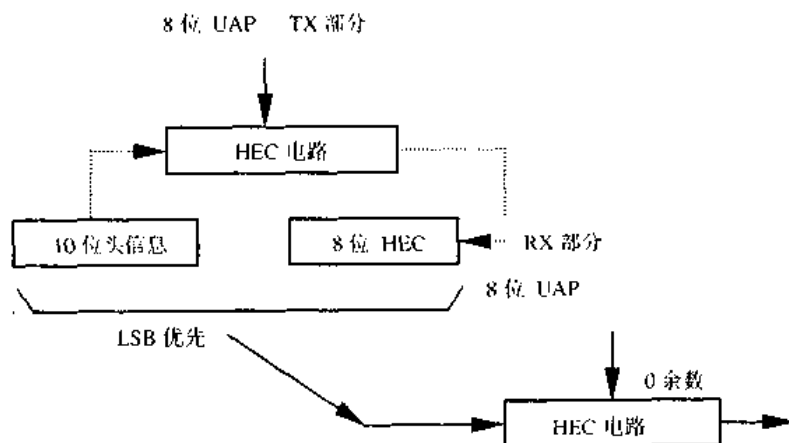 8位 UAP TX 部分
HEC 电路
10 位头信息
8 位 HEC
RX 部分
8 位 UAP
LSB 优先
0 余数
HEC 电路